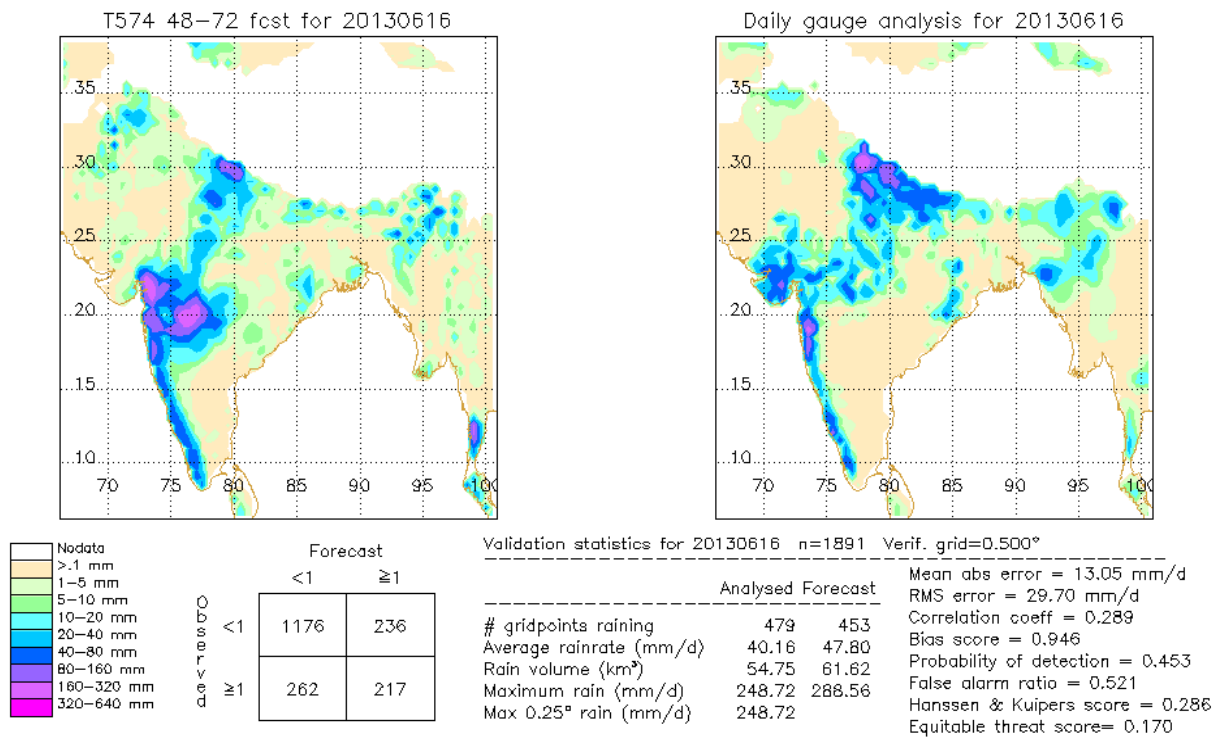 T574 48-72 fcst for 20130616
Daily gauge analysis for 20130616
35
30
25
20
15
10
70 75 80 85 90 95 100
35
30
25
20
15
10
70 75 80 85 90 95 100
Nodata
>.1 mm
1-5 mm
5-10 mm
10-20 mm
20-40 mm
40-80 mm
80-160 mm
160-320 mm
320-640 mm
Forecast
<1 ≥1
Observed
<1 1176 236
≥1 262 217
Validation statistics for 20130616 n=1891 Verif. grid=0.500°
Analysed Forecast
# gridpoints raining 479 453
Average rainrate (mm/d) 40.16 47.80
Rain volume (km³) 54.75 61.62
Maximum rain (mm/d) 248.72 288.56
Max 0.25° rain (mm/d) 248.72
Mean abs error = 13.05 mm/d
RMS error = 29.70 mm/d
Correlation coeff = 0.289
Bias score = 0.946
Probability of detection = 0.453
False alarm ratio = 0.521
Hanssen & Kuipers score = 0.286
Equitable threat score= 0.170